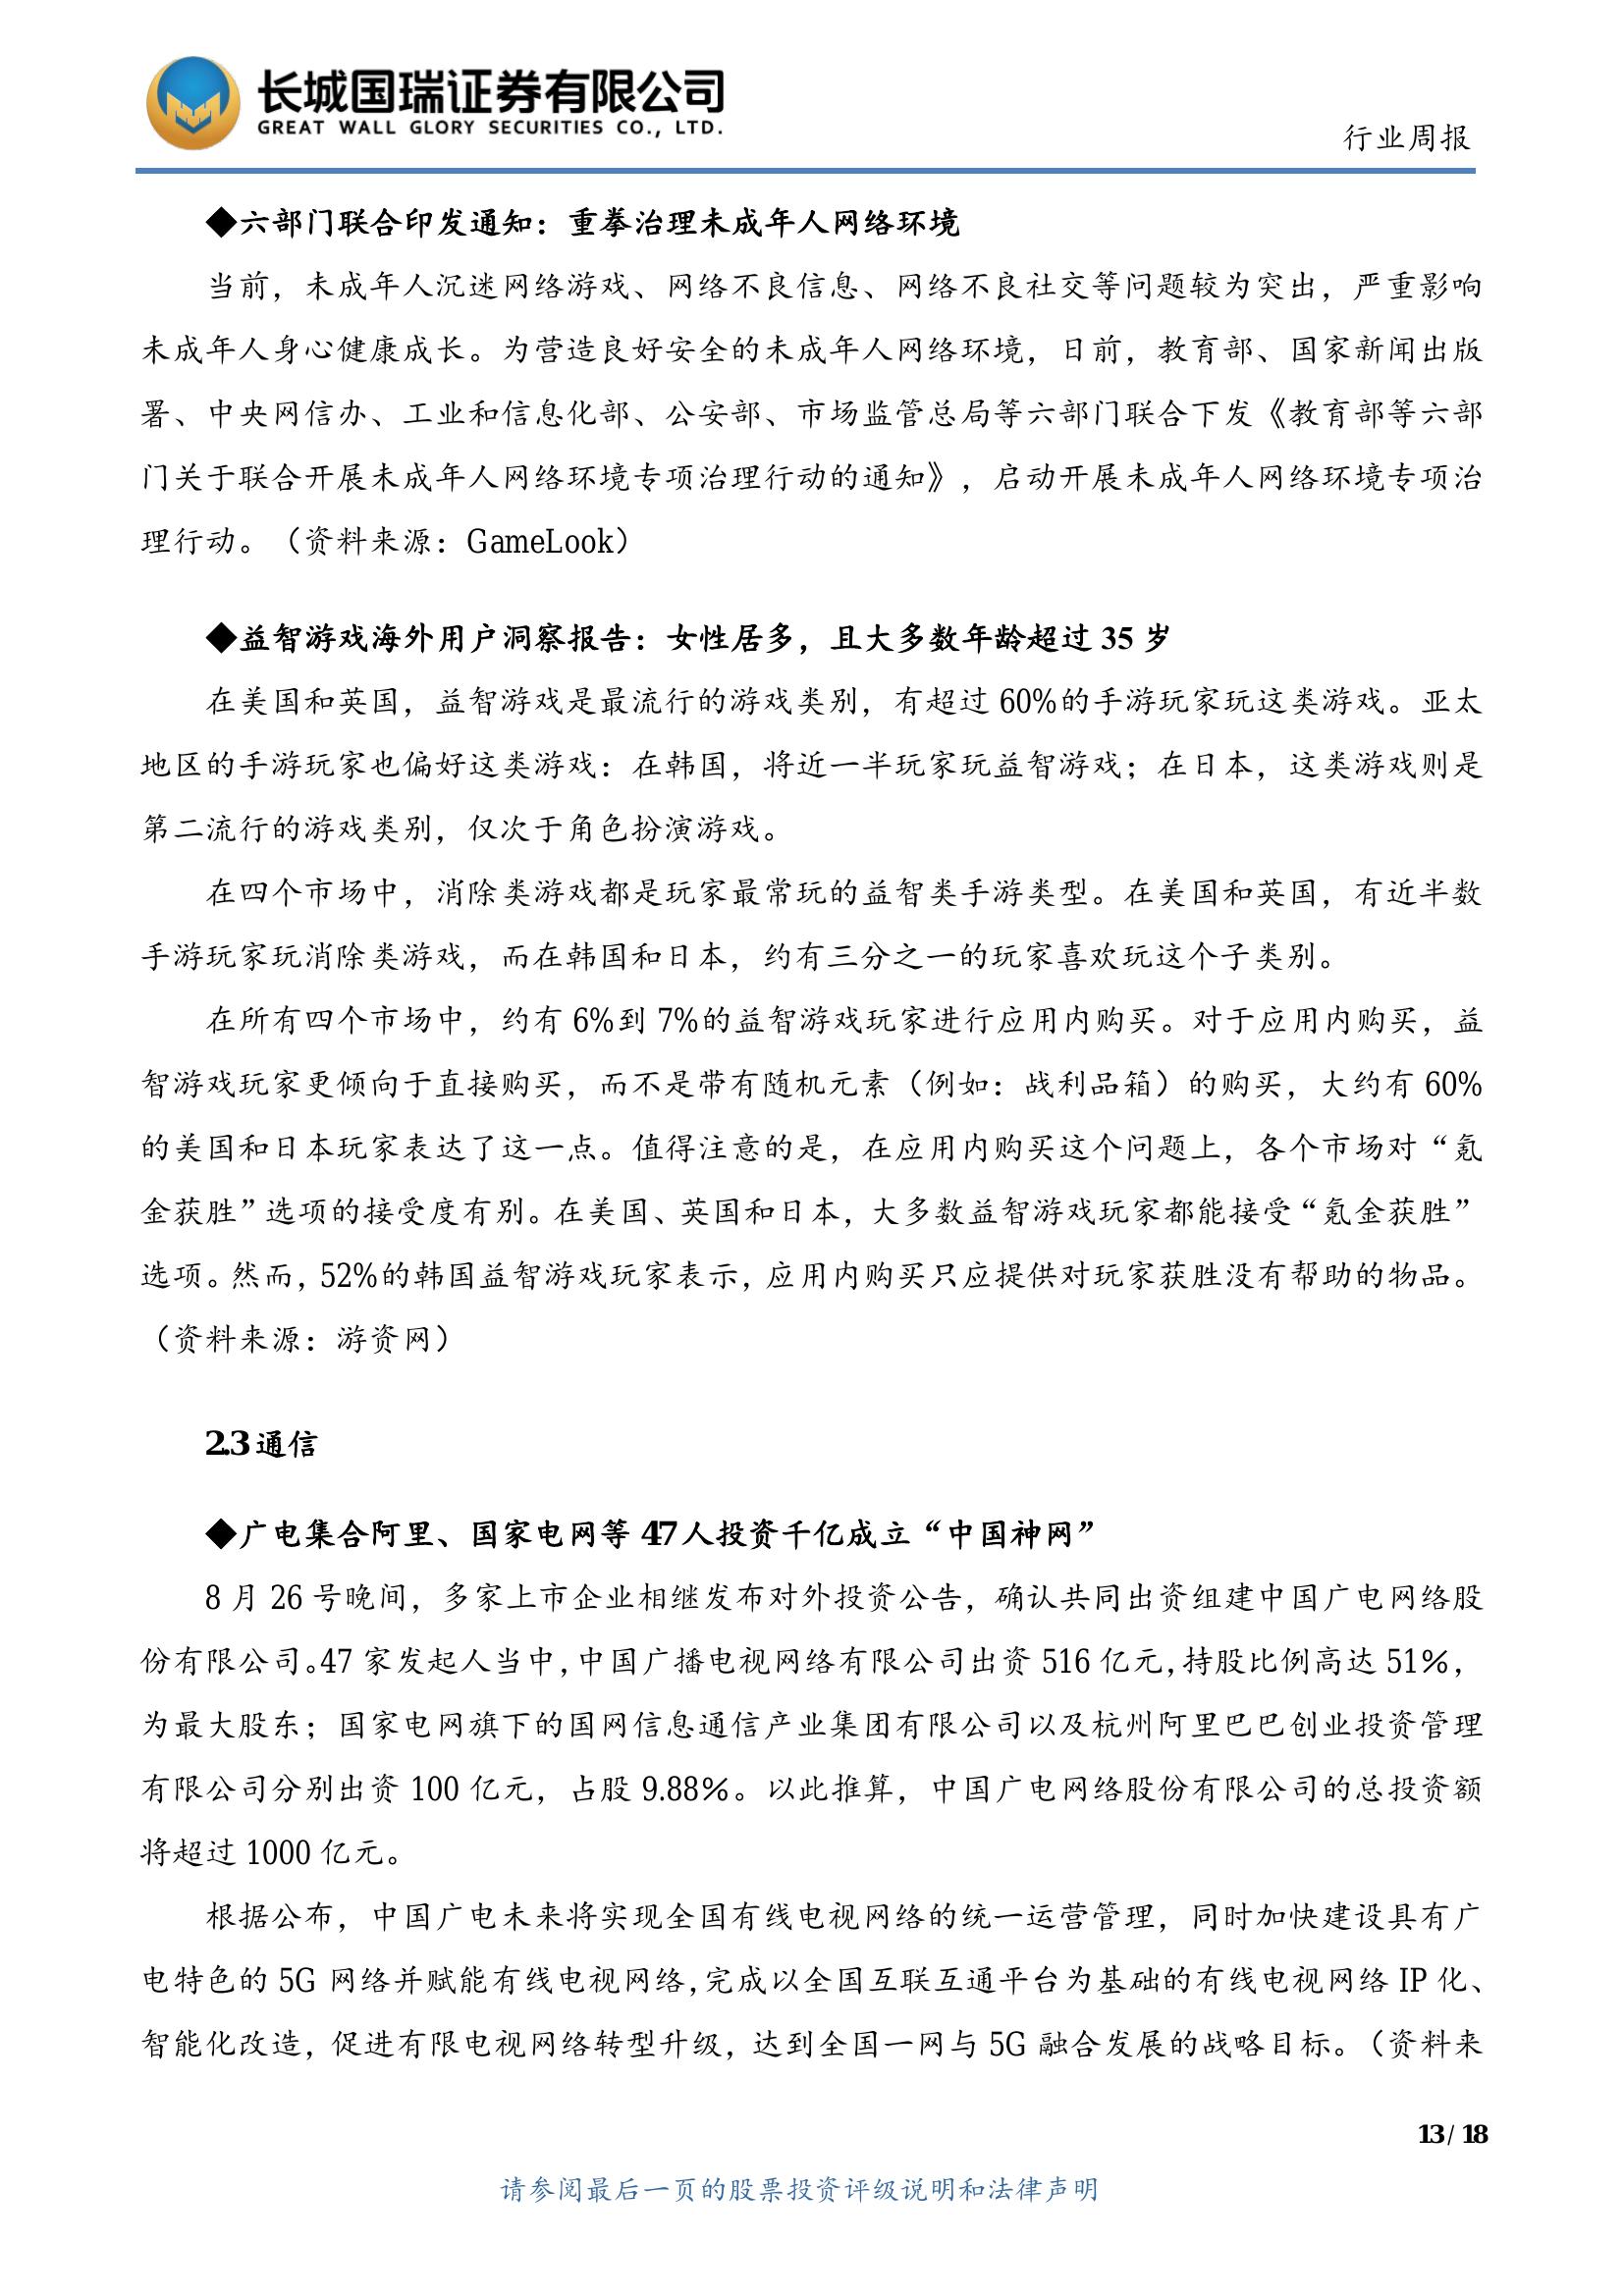 长城国瑞证券有限公司
GREAT WALL GLORY SECURITIES CO., LTD.
行业周报
◆六部门联合印发通知：重拳治理未成年人网络环境
当前，未成年人沉迷网络游戏、网络不良信息、网络不良社交等问题较为突出，严重影响
未成年人身心健康成长。为营造良好安全的未成年人网络环境，日前，教育部、国家新闻出版
署、中央网信办、工业和信息化部、公安部、市场监管总局等六部门联合下发《教育部等六部
门关于联合开展未成年人网络环境专项治理行动的通知》，启动开展未成年人网络环境专项治
理行动。（资料来源：GameLook）
◆益智游戏海外用户洞察报告：女性居多，且大多数年龄超过 35 岁
在美国和英国，益智游戏是最流行的游戏类别，有超过 60%的手游玩家玩这类游戏。亚太
地区的手游玩家也偏好这类游戏：在韩国，将近一半玩家玩益智游戏；在日本，这类游戏则是
第二流行的游戏类别，仅次于角色扮演游戏。
在四个市场中，消除类游戏都是玩家最常玩的益智类手游类型。在美国和英国，有近半数
手游玩家玩消除类游戏，而在韩国和日本，约有三分之一的玩家喜欢玩这个子类别。
在所有四个市场中，约有 6%到 7%的益智游戏玩家进行应用内购买。对于应用内购买，益
智游戏玩家更倾向于直接购买，而不是带有随机元素（例如：战利品箱）的购买，大约有 60%
的美国和日本玩家表达了这一点。值得注意的是，在应用内购买这个问题上，各个市场对“氪
金获胜”选项的接受度有别。在美国、英国和日本，大多数益智游戏玩家都能接受“氪金获胜”
选项。然而，52%的韩国益智游戏玩家表示，应用内购买只应提供对玩家获胜没有帮助的物品。
（资料来源：游资网）
2.3 通信
◆广电集合阿里、国家电网等 47 人投资千亿成立“中国神网”
8 月 26 号晚间，多家上市企业相继发布对外投资公告，确认共同出资组建中国广电网络股
份有限公司。47 家发起人当中，中国广播电视网络有限公司出资 516 亿元，持股比例高达 51%，
为最大股东；国家电网旗下的国网信息通信产业集团有限公司以及杭州阿里巴巴创业投资管理
有限公司分别出资 100 亿元，占股 9.88%。以此推算，中国广电网络股份有限公司的总投资额
将超过 1000 亿元。
根据公布，中国广电未来将实现全国有线电视网络的统一运营管理，同时加快建设具有广
电特色的 5G 网络并赋能有线电视网络，完成以全国互联互通平台为基础的有线电视网络 IP 化、
智能化改造，促进有限电视网络转型升级，达到全国一网与 5G 融合发展的战略目标。（资料来
13 / 18
请参阅最后一页的股票投资评级说明和法律声明